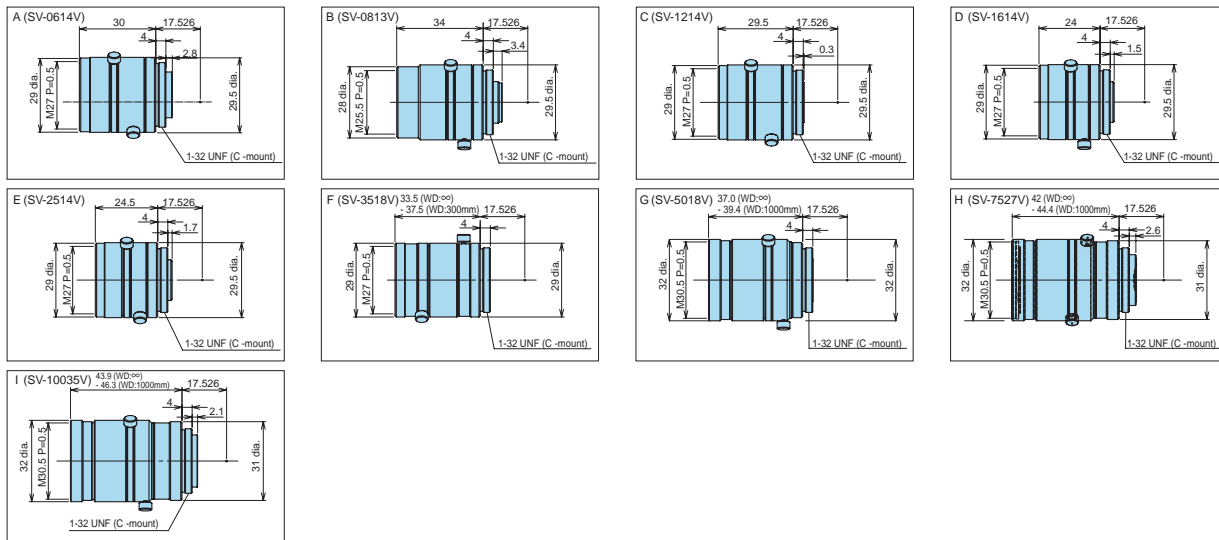 A (SV-0614V)
30
17.526
4
2.8
29 dia.
M27 P=0.5
29.5 dia.
1-32 UNF (C -mount)
B (SV-0813V)
34
17.526
4
3.4
28 dia.
M25.5 P=0.5
29.5 dia.
1-32 UNF (C -mount)
C (SV-1214V)
29.5
17.526
4
0.3
29 dia.
M27 P=0.5
29.5 dia.
1-32 UNF (C -mount)
D (SV-1614V)
24
17.526
4
1.5
29 dia.
M27 P=0.5
29.5 dia.
1-32 UNF (C -mount)
E (SV-2514V)
24.5
17.526
4
1.7
29 dia.
M27 P=0.5
29.5 dia.
1-32 UNF (C -mount)
F (SV-3518V) 33.5 (WD:∞)
- 37.5 (WD:300mm)
17.526
4
29 dia.
M27 P=0.5
29 dia.
1-32 UNF (C -mount)
G (SV-5018V) 37.0 (WD:∞)
- 39.4 (WD:1000mm)
17.526
4
32 dia.
M30.5 P=0.5
32 dia.
1-32 UNF (C -mount)
H (SV-7527V) 42 (WD:∞)
- 44.4 (WD:1000mm)
17.526
4
2.6
32 dia.
M30.5 P=0.5
31 dia.
1-32 UNF (C -mount)
I (SV-10035V) 43.9 (WD:∞)
- 46.3 (WD:1000mm)
17.526
4
2.1
32 dia.
M30.5 P=0.5
31 dia.
1-32 UNF (C -mount)